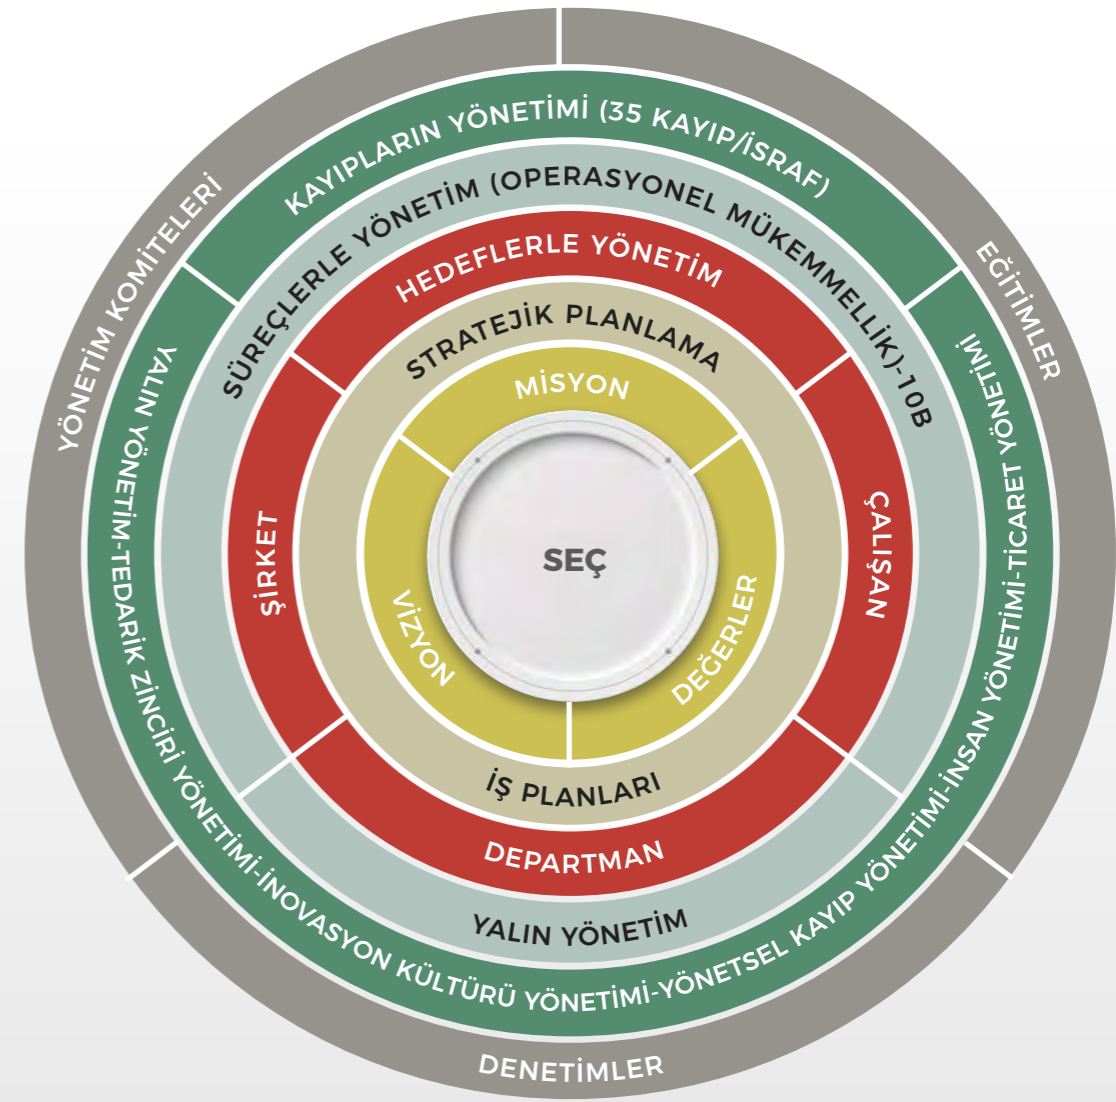 YÖNETİM KOMİTELERİ
EĞİTİMLER
DENETİMLER
KAYIPLARIN YÖNETİMİ (35 KAYIP/İSRAF)
YALIN YÖNETİM-TEDARİK ZİNCİRİ YÖNETİMİ-İNOVASYON KÜLTÜRÜ YÖNETİMİ-YÖNETSEL KAYIP YÖNETİMİ-İNSAN YÖNETİMİ-TİCARET YÖNETİMİ
SÜREÇLERLE YÖNETİM (OPERASYONEL MÜKEMMELLİK)-10B
YALIN YÖNETİM
HEDEFLERLE YÖNETİM
ŞİRKET
ÇALIŞAN
DEPARTMAN
STRATEJİK PLANLAMA
İŞ PLANLARI
MİSYON
VİZYON
DEĞERLER
SEÇ